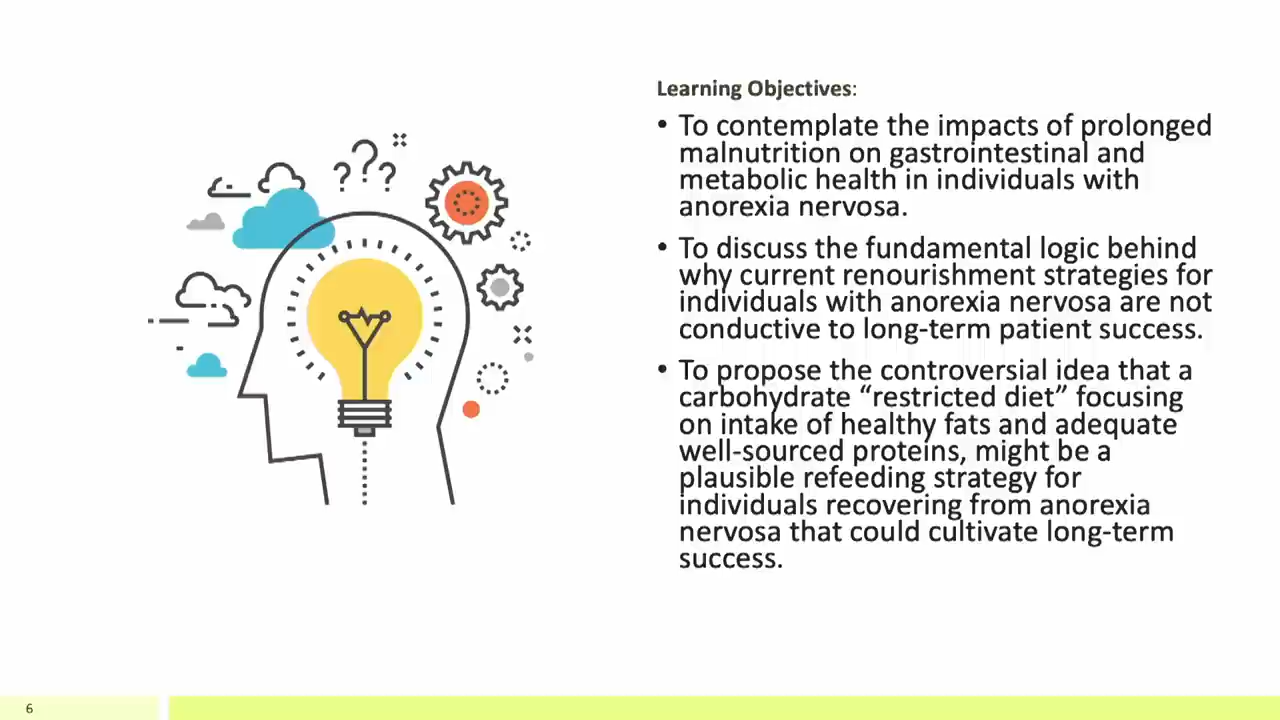 Learning Objectives:
• To contemplate the impacts of prolonged
malnutrition on gastrointestinal and
metabolic health in individuals with
anorexia nervosa.
• To discuss the fundamental logic behind
why current renourishment strategies for
individuals with anorexia nervosa are not
conductive to long-term patient success.
• To propose the controversial idea that a
carbohydrate “restricted diet” focusing
on intake of healthy fats and adequate
well-sourced proteins, might be a
plausible refeeding strategy for
individuals recovering from anorexia
nervosa that could cultivate long-term
success.
???
6